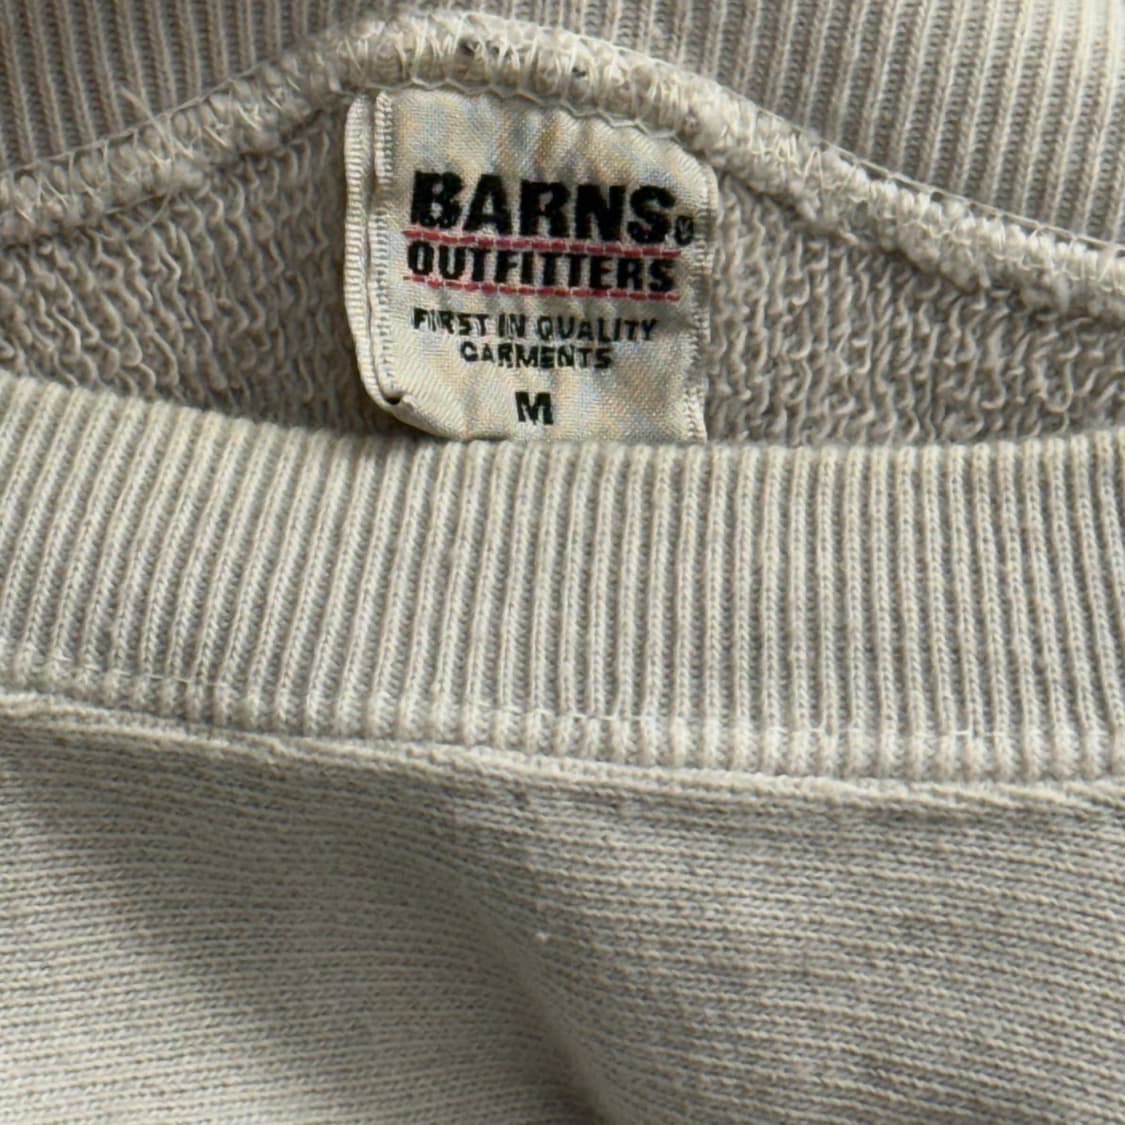 BARNS
OUTFITTERS
FIRST IN QUALITY
GARMENTS
M